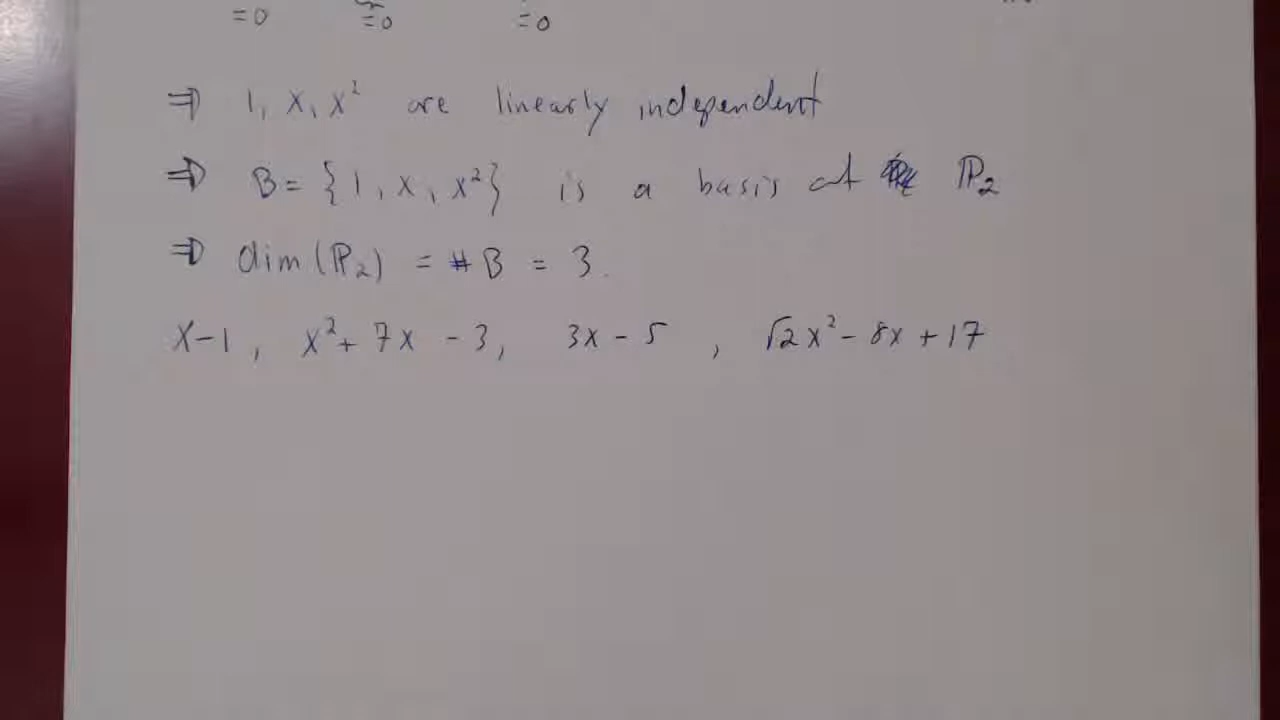 =0 =0 =0
⇒ 1, x, x² are linearly independent
⇒ B = {1, x, x²} is a basis of ℙ₂
⇒ dim(ℙ₂) = #B = 3.
x-1, x² + 7x - 3, 3x - 5, √2x² - 8x + 17